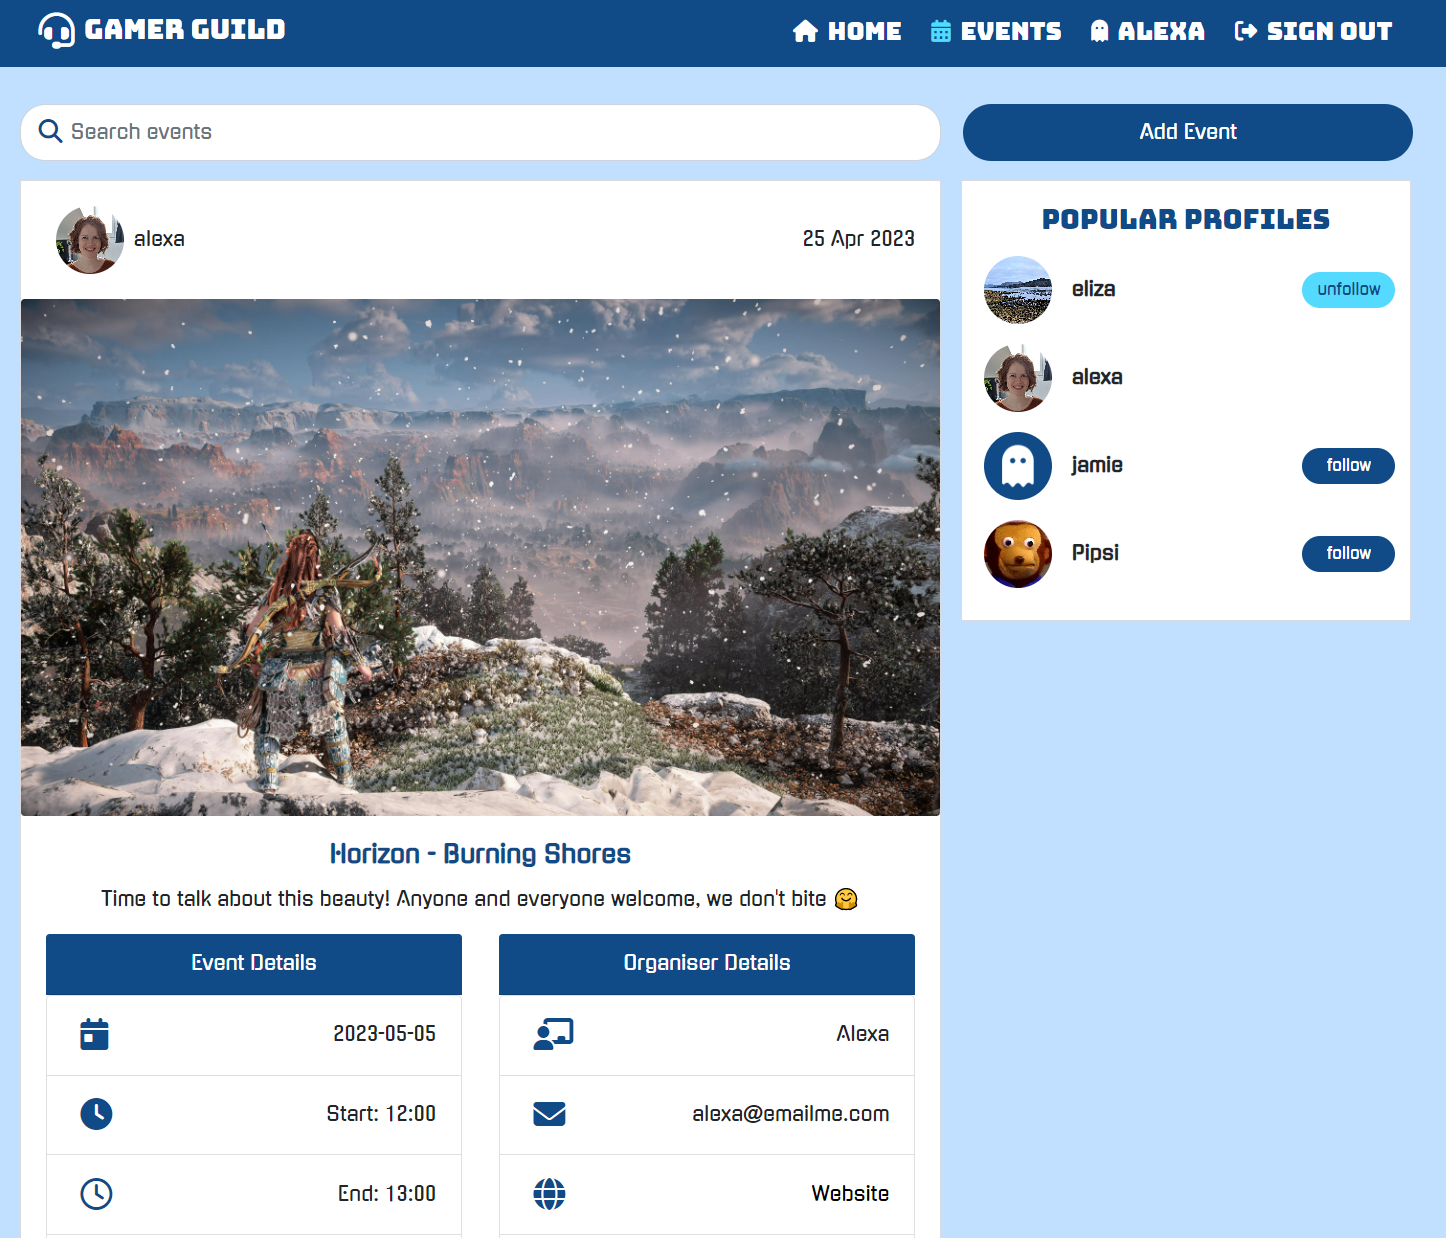 GAMER GUILD
HOME EVENTS ALEXA SIGN OUT
Search events
Add Event
alexa
25 Apr 2023
Horizon - Burning Shores
Time to talk about this beauty! Anyone and everyone welcome, we don't bite 🤗
Event Details
2023-05-05
Start: 12:00
End: 13:00
Organiser Details
Alexa
alexa@emailme.com
Website
POPULAR PROFILES
eliza unfollow
alexa
jamie follow
Pipsi follow